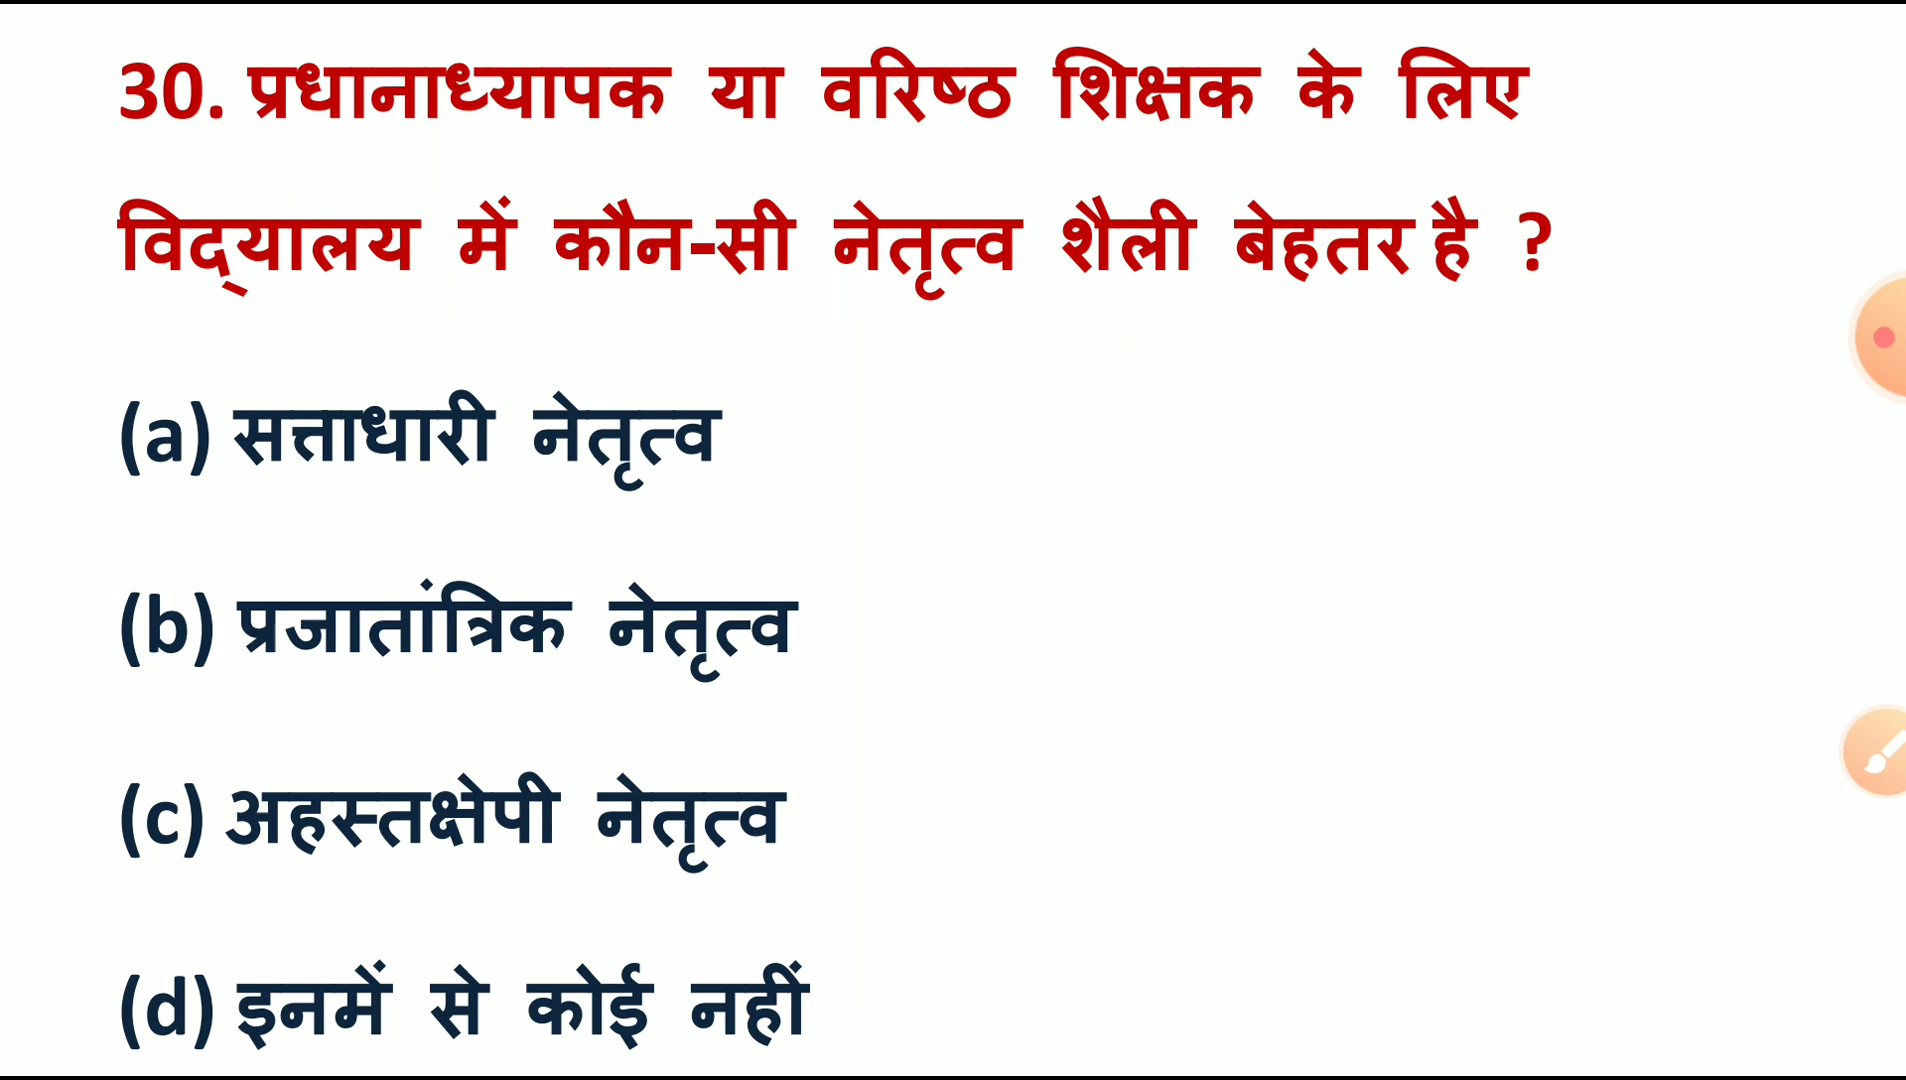 30. प्रधानाध्यापक या वरिष्ठ शिक्षक के लिए
विद्‌यालय में कौन-सी नेतृत्व शैली बेहतर है ?
(a) सत्ताधारी नेतृत्व
(b) प्रजातांत्रिक नेतृत्व
(c) अहस्तक्षेपी नेतृत्व
(d) इनमें से कोई नहीं